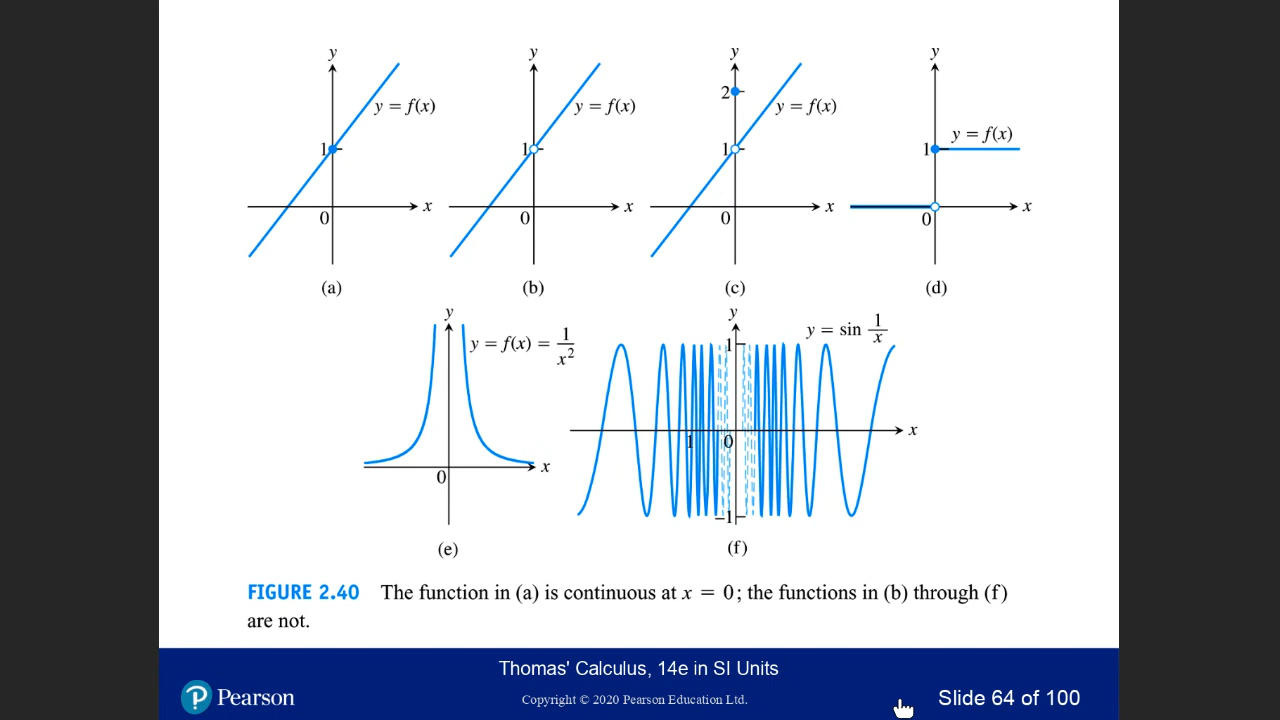 y y y y
2
y = f(x) y = f(x) y = f(x) y = f(x)
1 1 1 1
x x x x
0 0 0 0
(a) (b) (c) (d)
y y
y = f(x) = 1/x² y = sin 1/x
1
x x
0 1 0
–1
(e) (f)
FIGURE 2.40 The function in (a) is continuous at x = 0; the functions in (b) through (f)
are not.
Thomas' Calculus, 14e in SI Units
P Pearson Copyright © 2020 Pearson Education Ltd. Slide 64 of 100